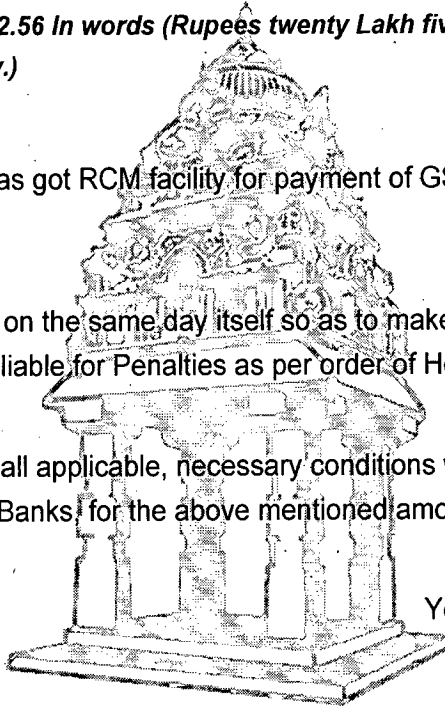 2.56 In words (Rupees twenty Lakh fiv
.)
as got RCM facility for payment of GS
on the same day itself so as to make
liable for Penalties as per order of H
all applicable, necessary conditions
Banks, for the above mentioned amo
Yo